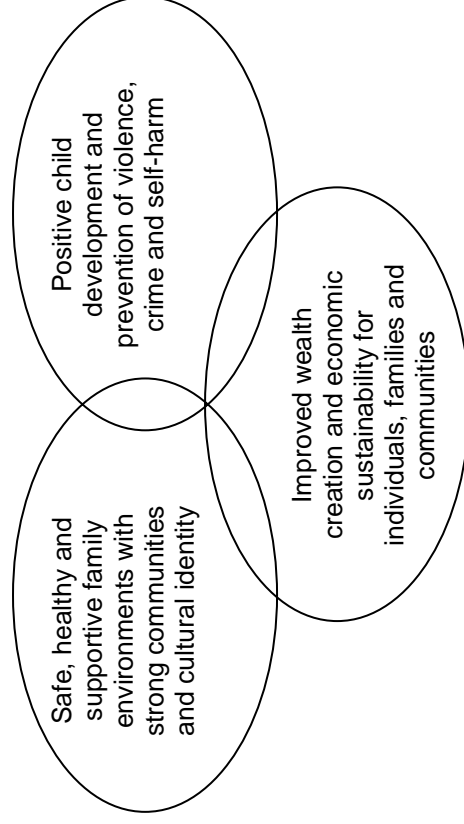 Safe, healthy and
supportive family
environments with
strong communities
and cultural identity
Positive child
development and
prevention of violence,
crime and self-harm
Improved wealth
creation and economic
sustainability for
individuals, families and
communities